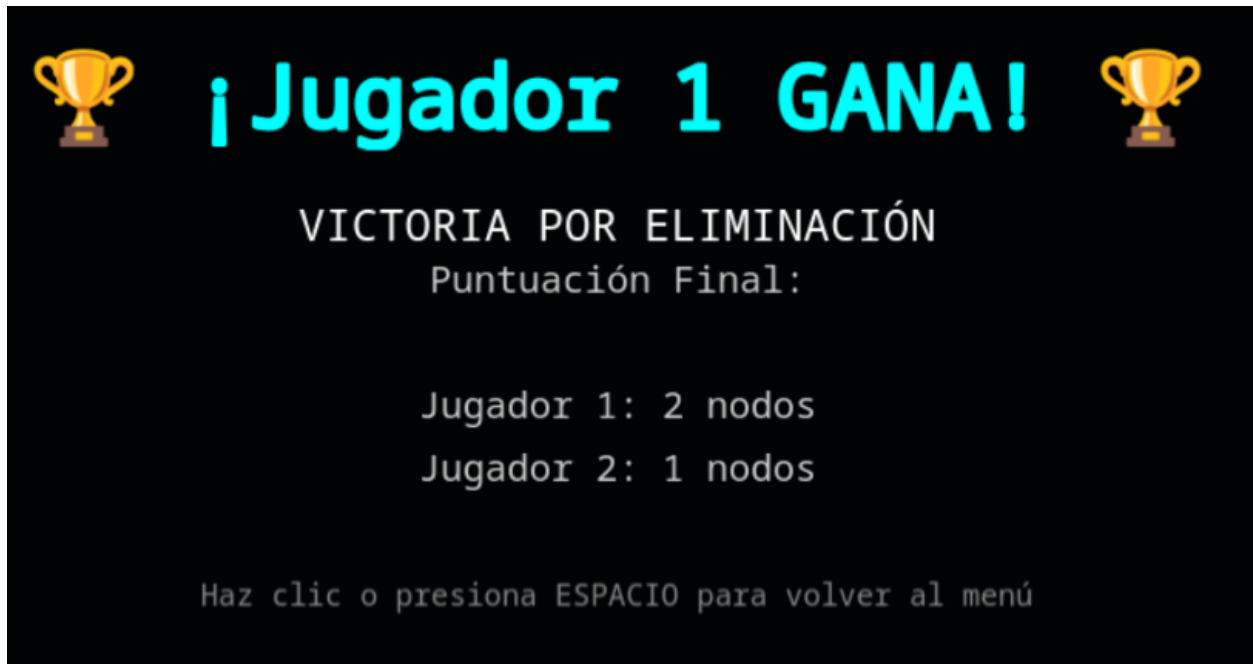 ¡Jugador 1 GANA!
VICTORIA POR ELIMINACIÓN
Puntuación Final:
Jugador 1: 2 nodos
Jugador 2: 1 nodos
Haz clic o presiona ESPACIO para volver al menú